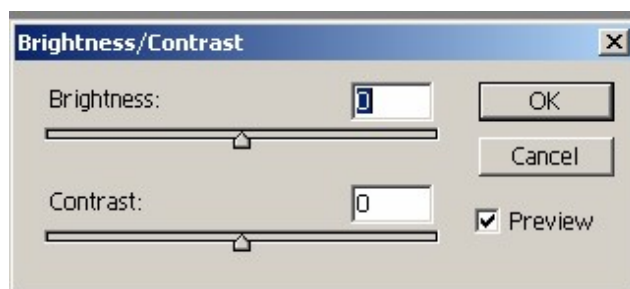 Brightness/Contrast
Brightness: 0
OK
Cancel
Contrast: 0
Preview